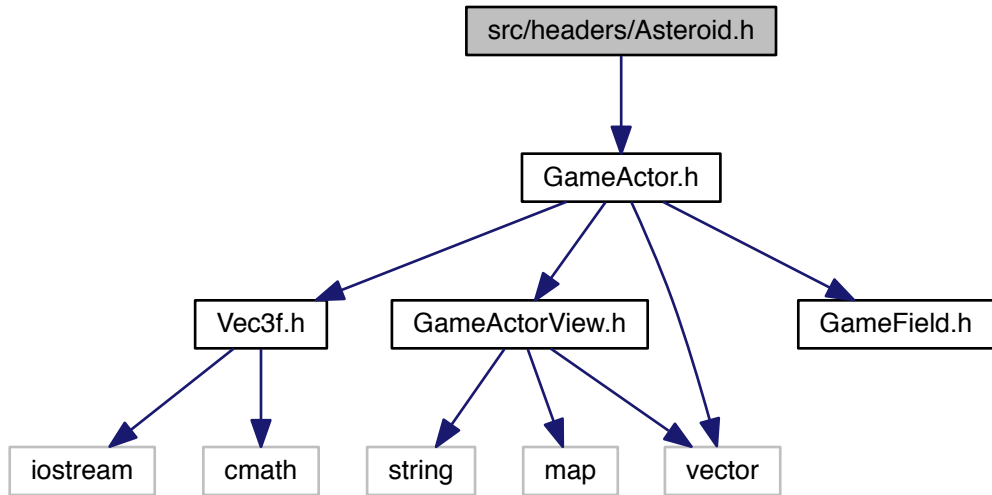 src/headers/Asteroid.h
GameActor.h
Vec3f.h
GameActorView.h
GameField.h
iostream
cmath
string
map
vector